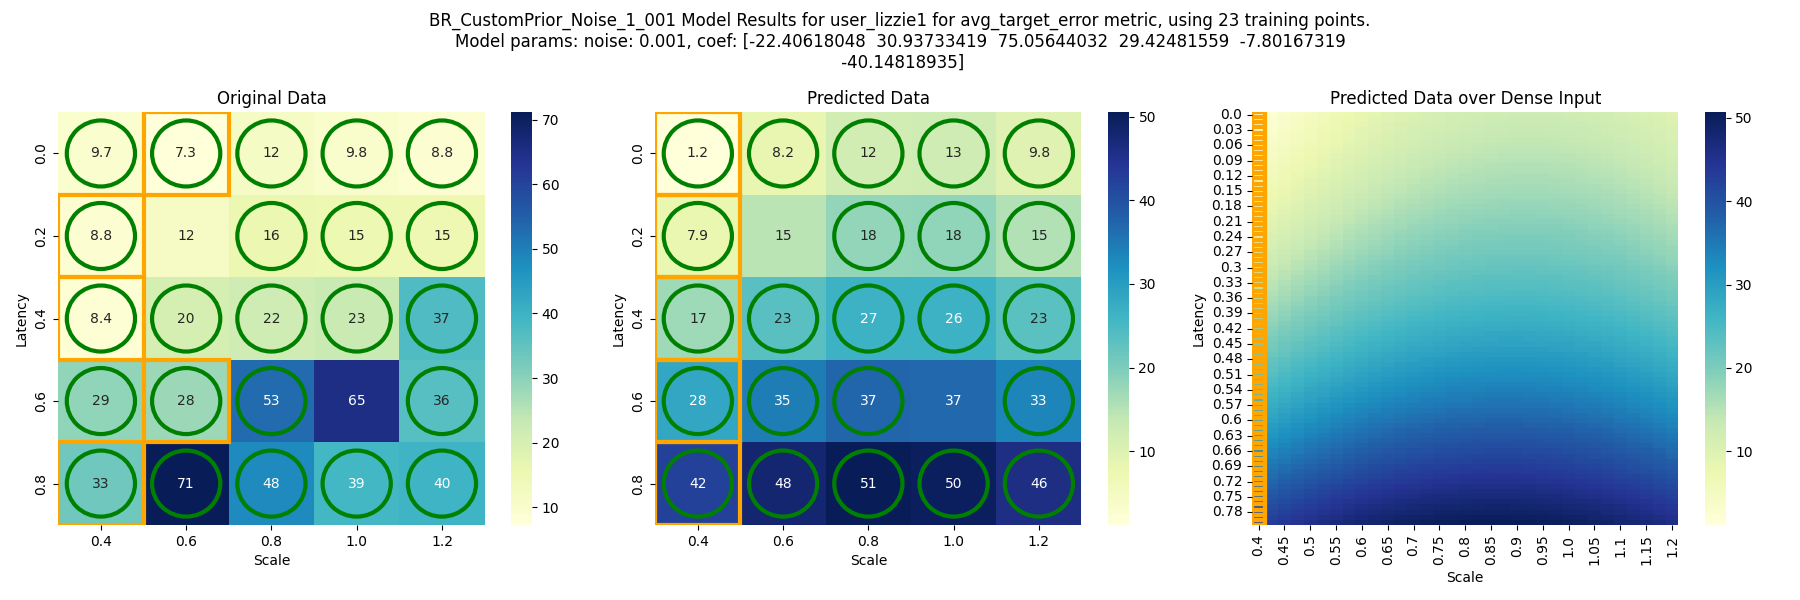 BR_CustomPrior_Noise_1_001 Model Results for user_lizzie1 for avg_target_error metric, using 23 training points.
Model params: noise: 0.001, coef: [-22.40618048 30.93733419 75.05644032 29.42481559 -7.80167319
-40.14818935]
Original Data
Latency
0.0 9.7 7.3 12 9.8 8.8
0.2 8.8 12 16 15 15
0.4 8.4 20 22 23 37
0.6 29 28 53 65 36
0.8 33 71 48 39 40
0.4 0.6 0.8 1.0 1.2
Scale
70
60
50
40
30
20
10
Predicted Data
Latency
0.0 1.2 8.2 12 13 9.8
0.2 7.9 15 18 18 15
0.4 17 23 27 26 23
0.6 28 35 37 37 33
0.8 42 48 51 50 46
0.4 0.6 0.8 1.0 1.2
Scale
50
40
30
20
10
Predicted Data over Dense Input
Latency
0.0
0.03
0.06
0.09
0.12
0.15
0.18
0.21
0.24
0.27
0.3
0.33
0.36
0.39
0.42
0.45
0.48
0.51
0.54
0.57
0.6
0.63
0.66
0.69
0.72
0.75
0.78
0.4 0.45 0.5 0.55 0.6 0.65 0.7 0.75 0.8 0.85 0.9 0.95 1.0 1.05 1.1 1.15 1.2
Scale
50
40
30
20
10